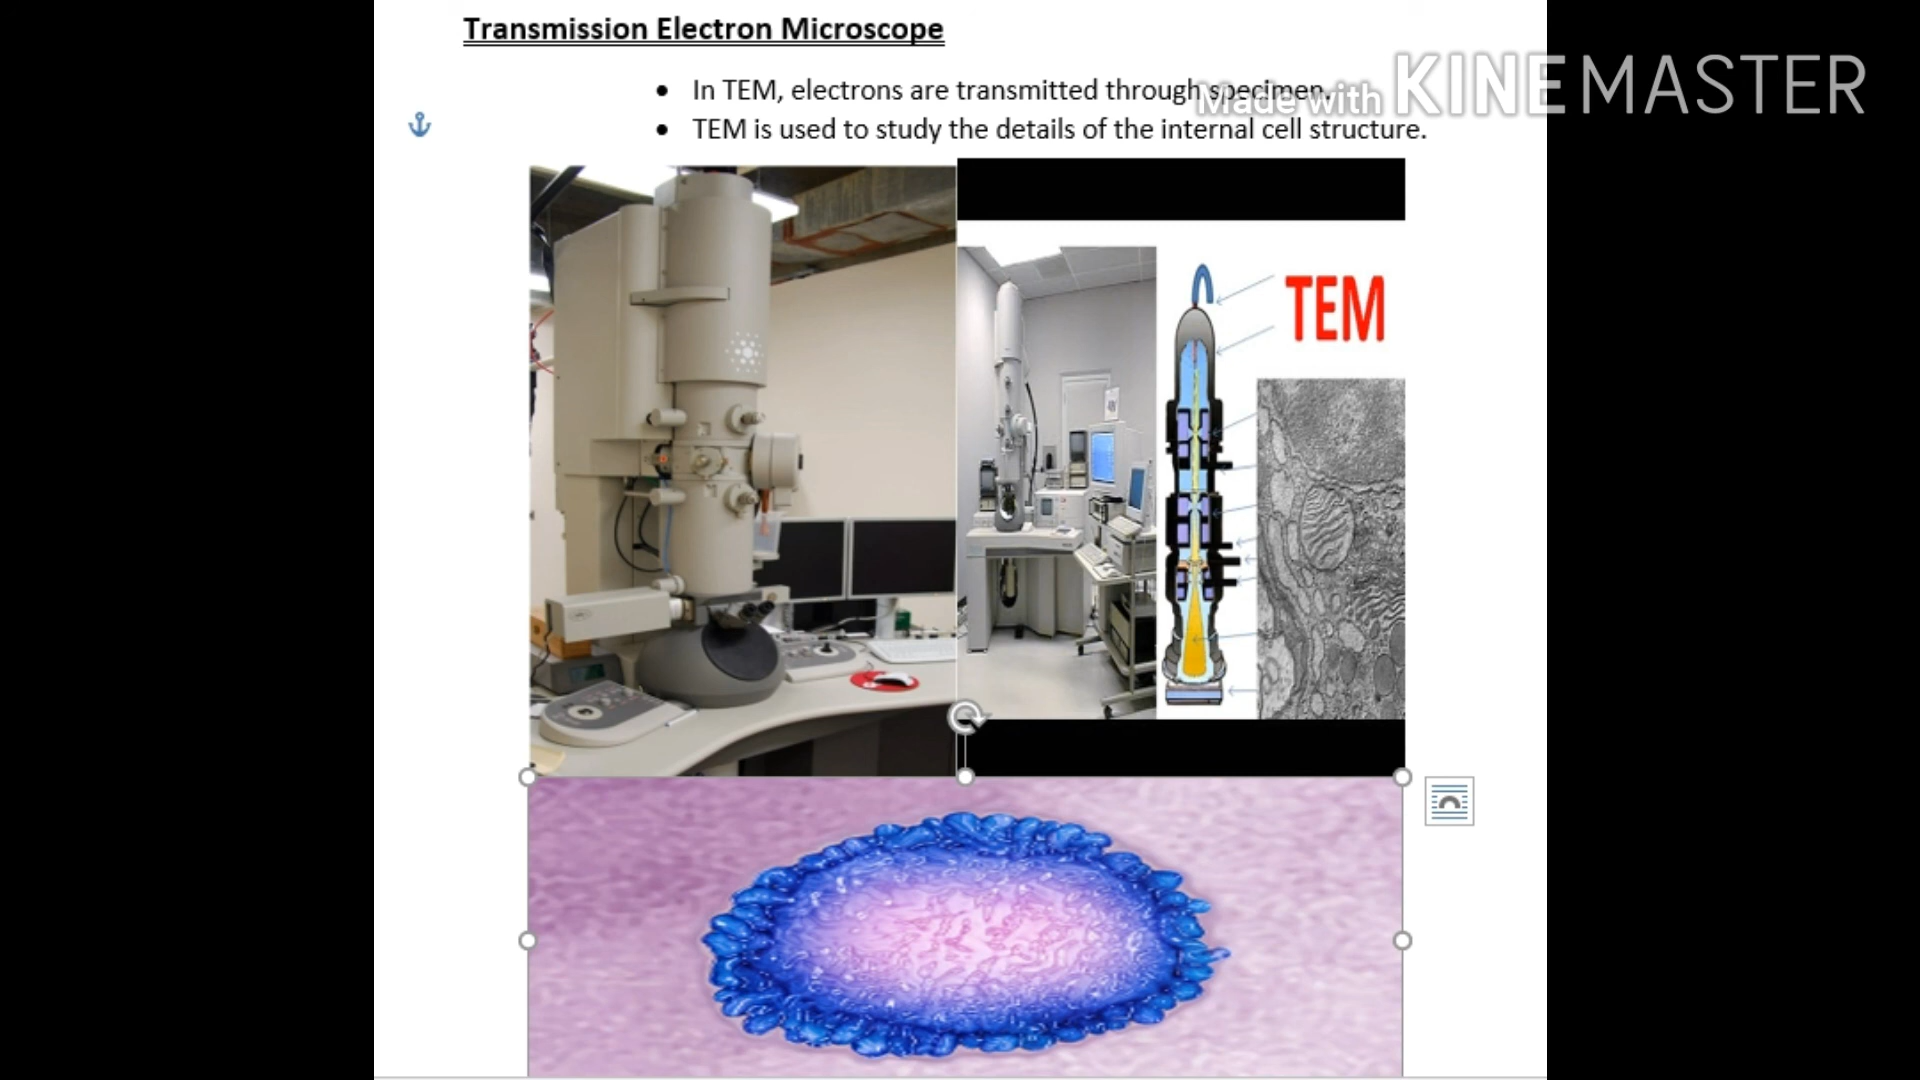 Transmission Electron Microscope
• In TEM, electrons are transmitted through specimen.
Made with KINEMASTER
• TEM is used to study the details of the internal cell structure.
TEM